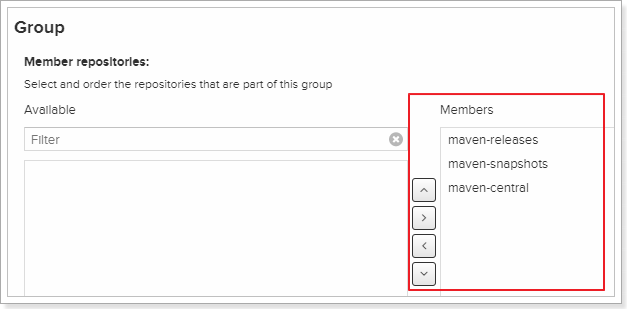 Group
Member repositories:
Select and order the repositories that are part of this group
Available
Members
Filter
maven-releases
maven-snapshots
maven-central